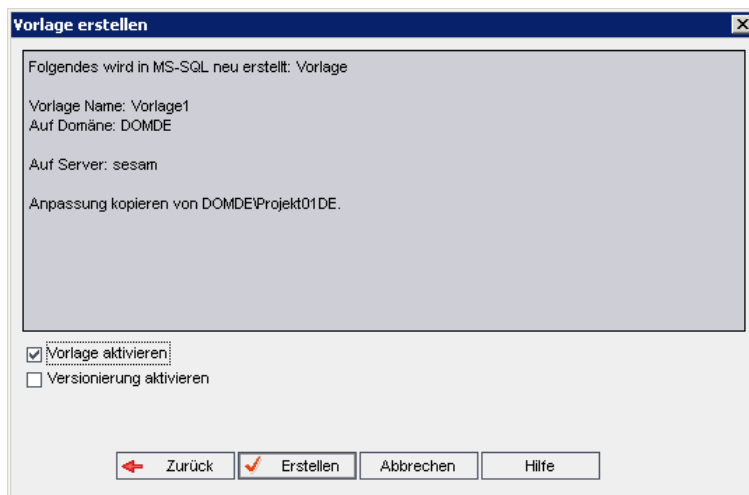 Vorlage erstellen
Folgendes wird in MS-SQL neu erstellt: Vorlage
Vorlage Name: Vorlage1
Auf Domäne: DOMDE
Auf Server: sesam
Anpassung kopieren von DOMDE\Projekt01DE.
Vorlage aktivieren
Versionierung aktivieren
Zurück Erstellen Abbrechen Hilfe